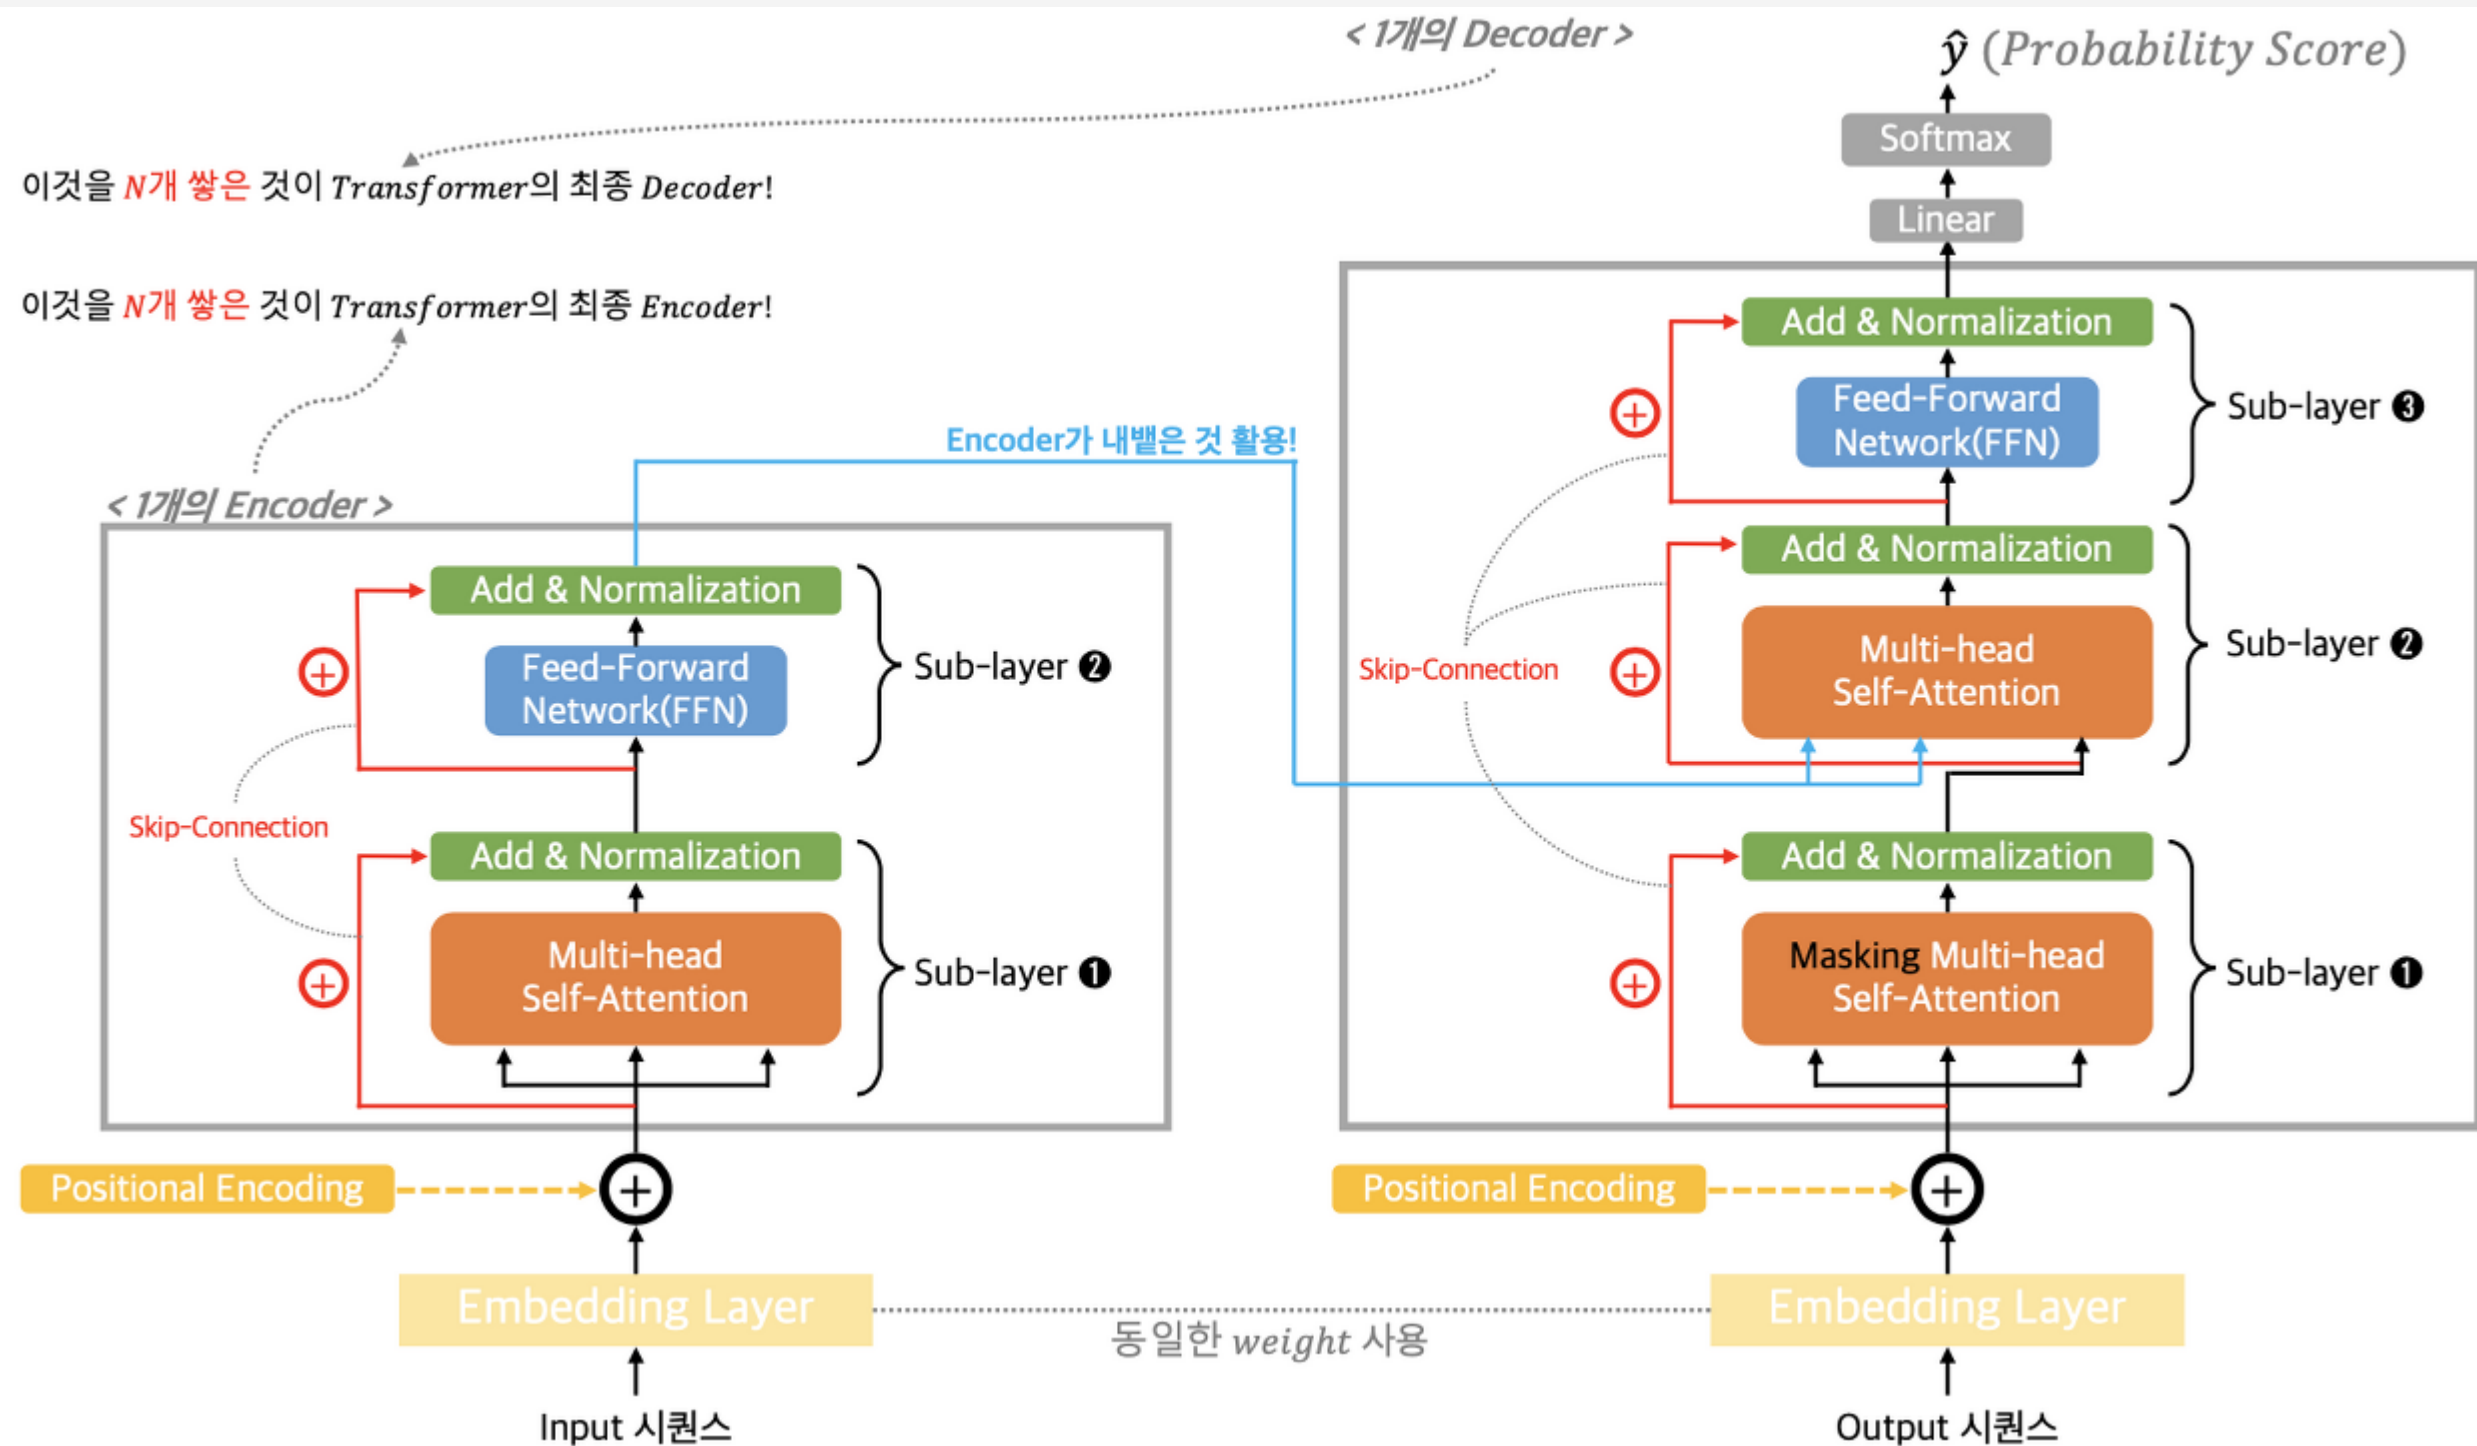 < 1개의 Decoder >
ŷ (Probability Score)
Softmax
Linear
이것을 N개 쌓은 것이 Transformer의 최종 Decoder!
이것을 N개 쌓은 것이 Transformer의 최종 Encoder!
< 1개의 Encoder >
Encoder가 내뱉은 것 활용!
Add & Normalization
Feed-Forward
Network(FFN)
Sub-layer ❷
Skip-Connection
Add & Normalization
Multi-head
Self-Attention
Sub-layer ❶
Positional Encoding
Embedding Layer
Input 시퀀스
동일한 weight 사용
Add & Normalization
Feed-Forward
Network(FFN)
Sub-layer ❸
Add & Normalization
Multi-head
Self-Attention
Sub-layer ❷
Skip-Connection
Add & Normalization
Masking Multi-head
Self-Attention
Sub-layer ❶
Positional Encoding
Embedding Layer
Output 시퀀스